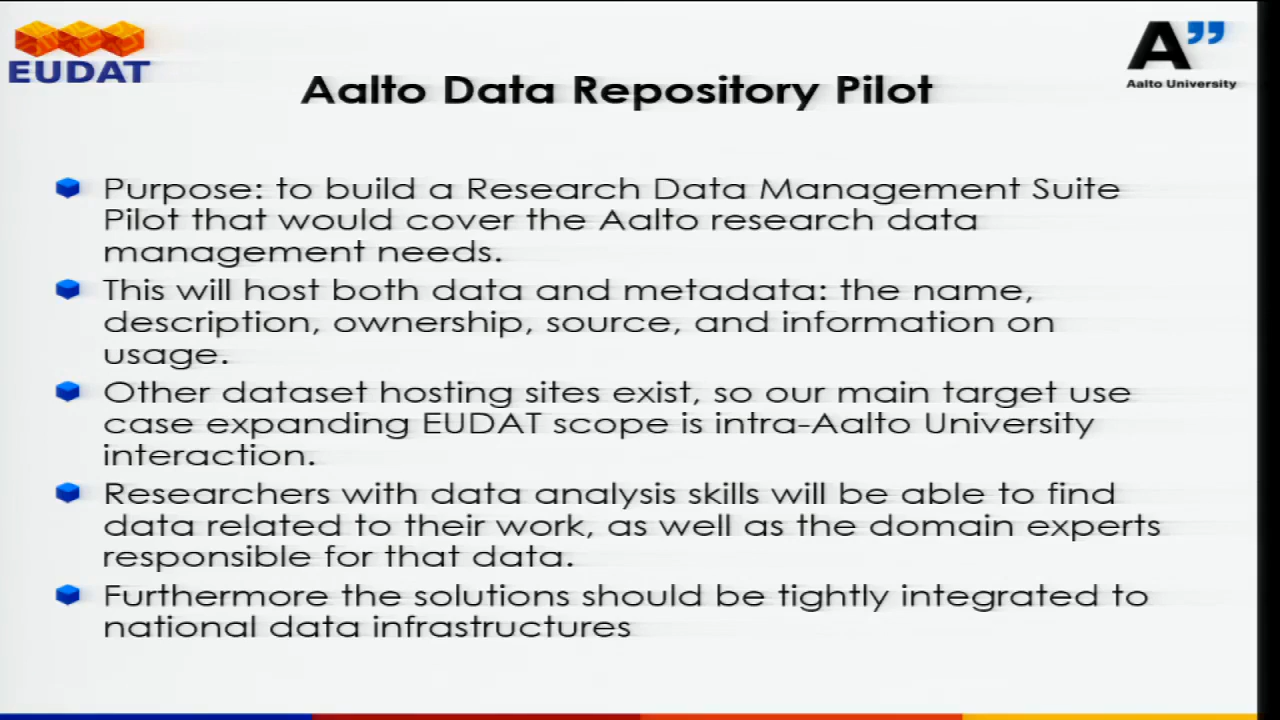 EUDAT
A”
Aalto University
Aalto Data Repository Pilot
Purpose: to build a Research Data Management Suite
Pilot that would cover the Aalto research data
management needs.
This will host both data and metadata: the name,
description, ownership, source, and information on
usage.
Other dataset hosting sites exist, so our main target use
case expanding EUDAT scope is intra-Aalto University
interaction.
Researchers with data analysis skills will be able to find
data related to their work, as well as the domain experts
responsible for that data.
Furthermore the solutions should be tightly integrated to
national data infrastructures